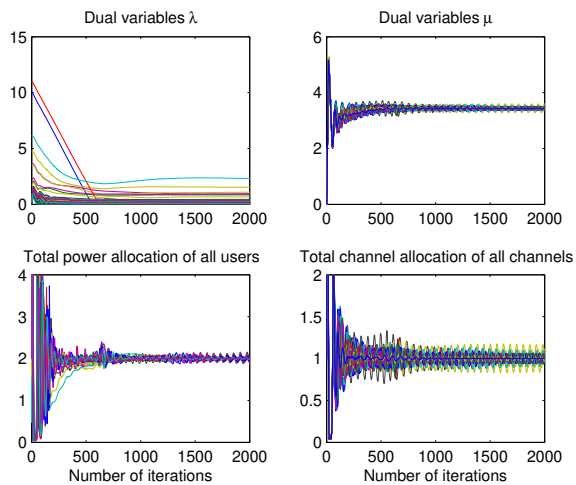 Dual variables λ
15
10
5
0
0 500 1000 1500 2000
Dual variables μ
6
4
2
0
0 500 1000 1500 2000
Total power allocation of all users
4
3
2
1
0
0 500 1000 1500 2000
Number of iterations
Total channel allocation of all channels
2
1.5
1
0.5
0
0 500 1000 1500 2000
Number of iterations